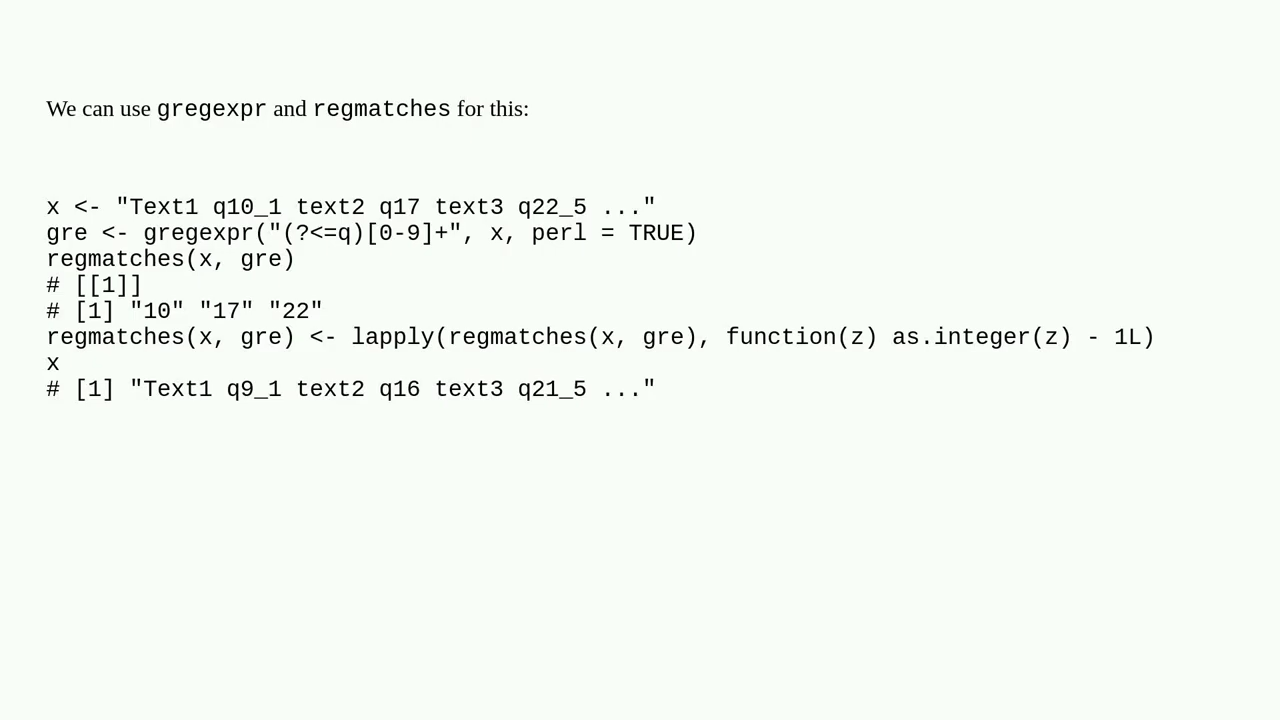 We can use gregexpr and regmatches for this:
x <- "Text1 q10_1 text2 q17 text3 q22_5 ..."
gre <- gregexpr("(?<=q)[0-9]+", x, perl = TRUE)
regmatches(x, gre)
# [[1]]
# [1] "10" "17" "22"
regmatches(x, gre) <- lapply(regmatches(x, gre), function(z) as.integer(z) - 1L)
x
# [1] "Text1 q9_1 text2 q16 text3 q21_5 ..."